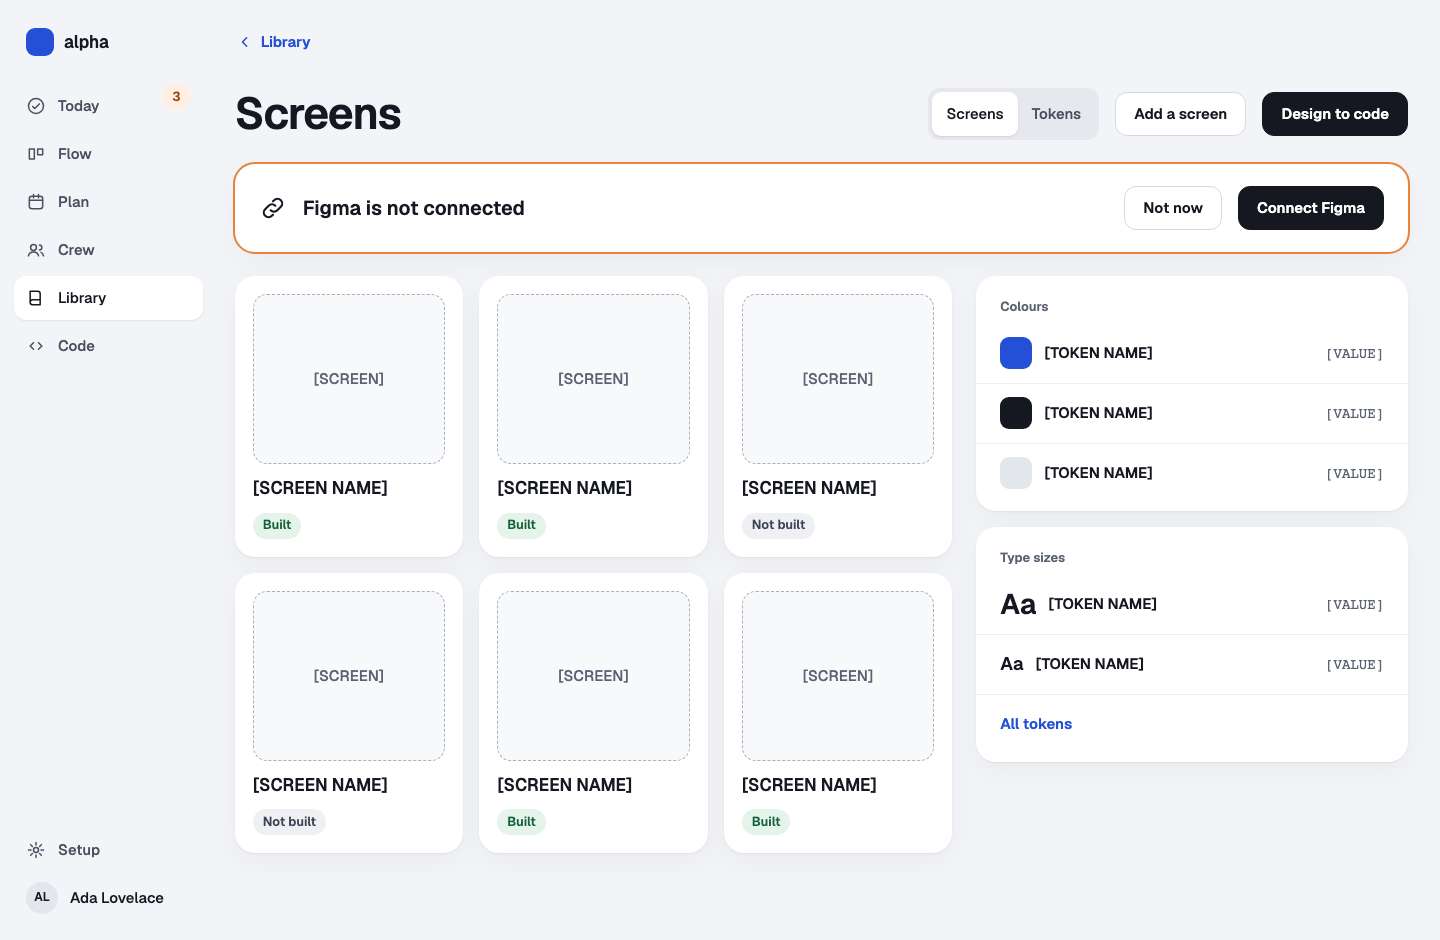 alpha
Today
3
Flow
Plan
Crew
Library
Code
Setup
AL
Ada Lovelace
Library
Screens
Screens
Tokens
Add a screen
Design to code
Figma is not connected
Not now
Connect Figma
[SCREEN]
[SCREEN NAME]
Built
[SCREEN]
[SCREEN NAME]
Built
[SCREEN]
[SCREEN NAME]
Not built
[SCREEN]
[SCREEN NAME]
Not built
[SCREEN]
[SCREEN NAME]
Built
[SCREEN]
[SCREEN NAME]
Built
Colours
[TOKEN NAME] [VALUE]
[TOKEN NAME] [VALUE]
[TOKEN NAME] [VALUE]
Type sizes
Aa [TOKEN NAME] [VALUE]
Aa [TOKEN NAME] [VALUE]
All tokens